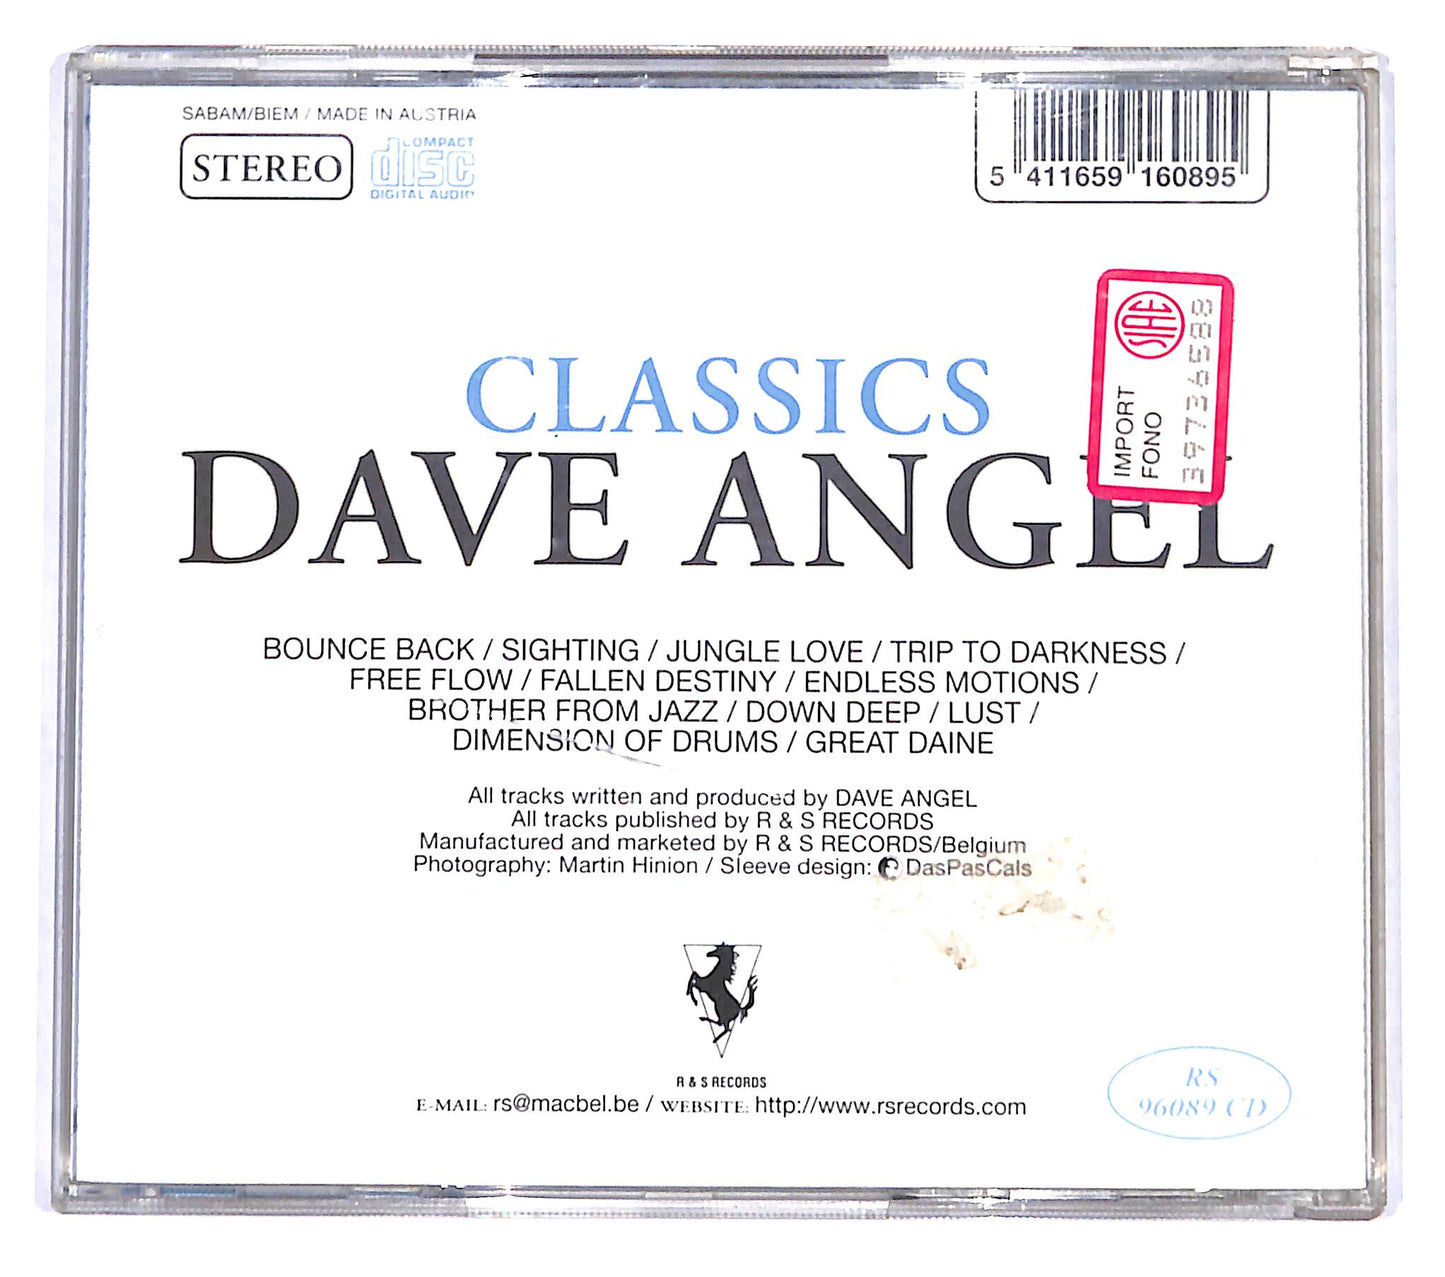 SABAM/BIEM / MADE IN AUSTRIA
STEREO
COMPACT
disc
DIGITAL AUDIO
5 411659 160895
SIAE
IMPORT
FONO
39736588
CLASSICS
DAVE ANGEL
BOUNCE BACK / SIGHTING / JUNGLE LOVE / TRIP TO DARKNESS /
FREE FLOW / FALLEN DESTINY / ENDLESS MOTIONS /
BROTHER FROM JAZZ / DOWN DEEP / LUST /
DIMENSION OF DRUMS / GREAT DAINE
All tracks written and produced by DAVE ANGEL
All tracks published by R & S RECORDS
Manufactured and marketed by R & S RECORDS/Belgium
Photography: Martin Hinion / Sleeve design: DasPasCals
R & S RECORDS
E-MAIL: rs@macbel.be / WEBSITE: http://www.rsrecords.com
RS
96089 CD